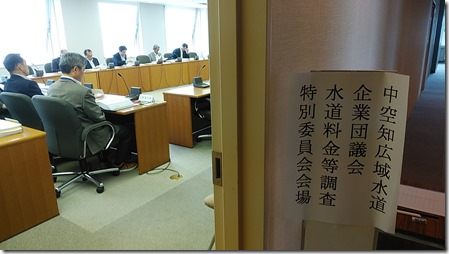 中空知広域水道
企業団議会
水道料金等調査
特別委員会会場